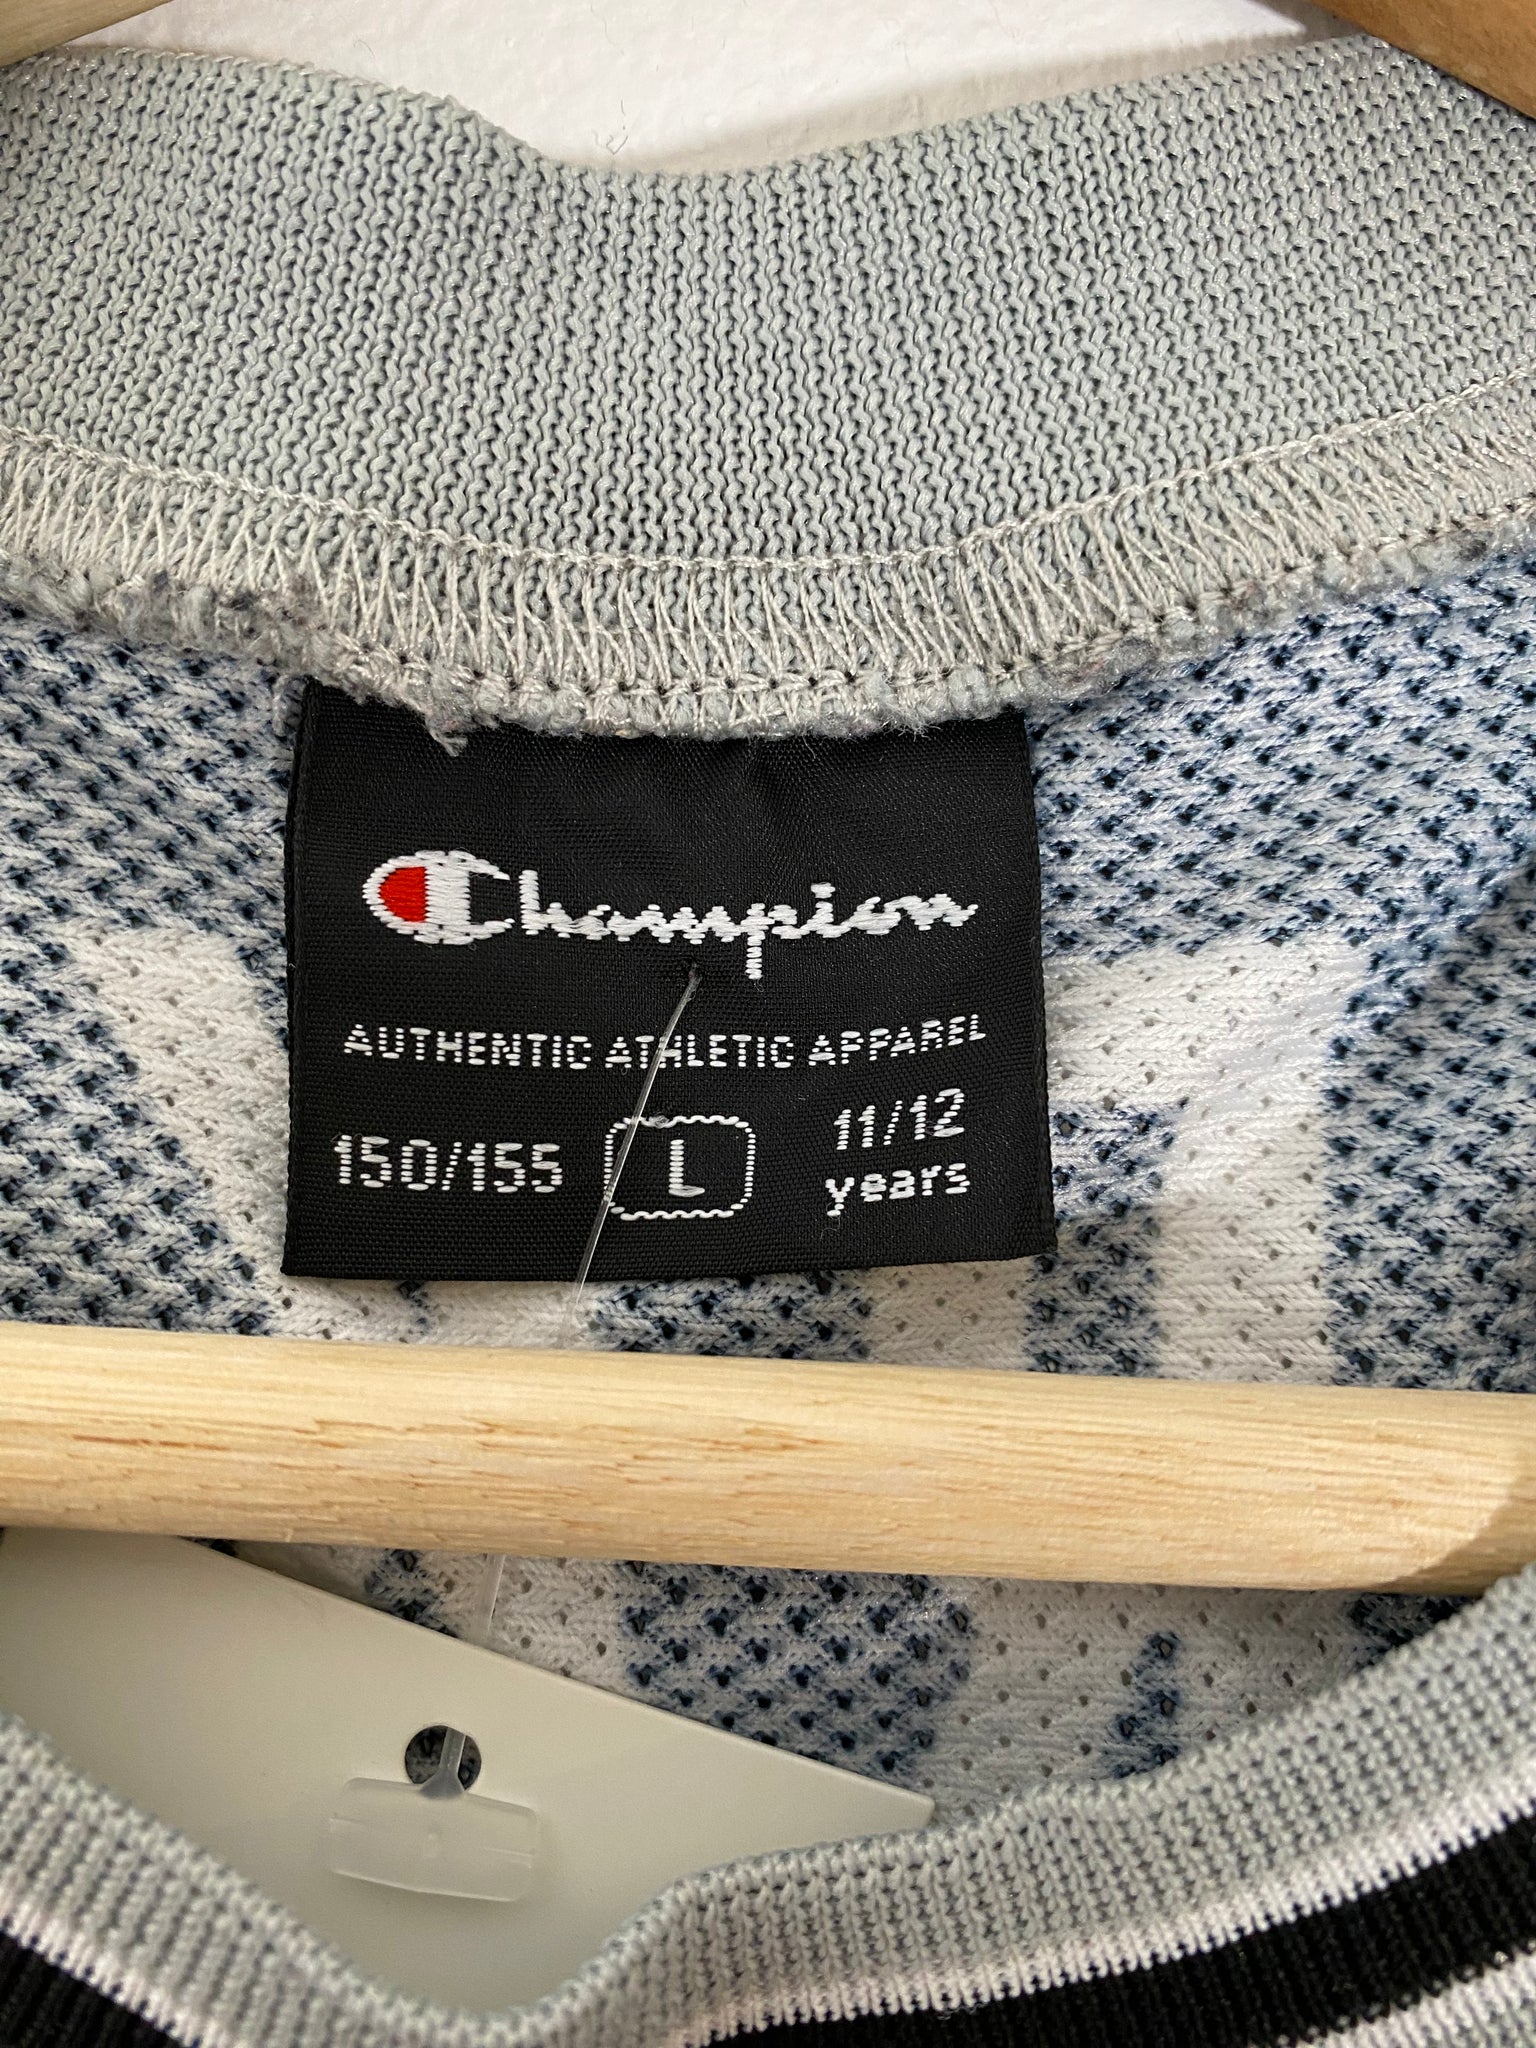 Champion
AUTHENTIC ATHLETIC APPAREL
150/155 L 11/12
years